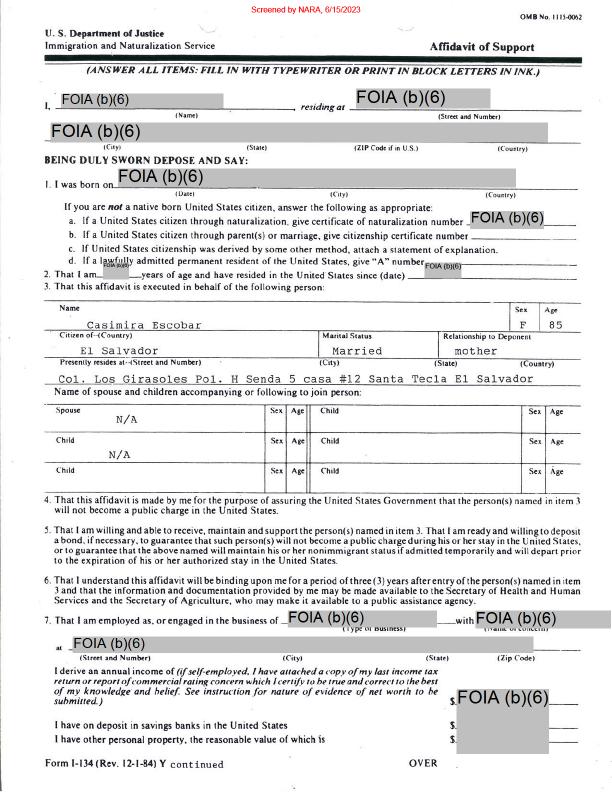 Screened by NARA, 6/15/2023
OMB No. 1115-0062
U. S. Department of Justice
Immigration and Naturalization Service
Affidavit of Support
(ANSWER ALL ITEMS: FILL IN WITH TYPEWRITER OR PRINT IN BLOCK LETTERS IN INK.)
I, FOIA (b)(6), residing at FOIA (b)(6)
(Name) (Street and Number)
FOIA (b)(6)
(City) (State) (ZIP Code if in U.S.) (Country)
BEING DULY SWORN DEPOSE AND SAY:
1. I was born on FOIA (b)(6)
(Date) (City) (Country)
If you are not a native born United States citizen, answer the following as appropriate:
a. If a United States citizen through naturalization, give certificate of naturalization number FOIA (b)(6)
b. If a United States citizen through parent(s) or marriage, give citizenship certificate number
c. If United States citizenship was derived by some other method, attach a statement of explanation.
d. If a lawfully admitted permanent resident of the United States, give "A" number FOIA (b)(6)
2. That I am FOIA (b)(6) years of age and have resided in the United States since (date)
3. That this affidavit is executed in behalf of the following person:
Name Sex Age
Casimira Escobar F 85
Citizen of--(Country) Marital Status Relationship to Deponent
El Salvador Married mother
Presently resides at--(Street and Number) (City) (State) (Country)
Col. Los Girasoles Pol. H Senda 5 casa #12 Santa Tecla El Salvador
Name of spouse and children accompanying or following to join person:
Spouse Sex Age Child Sex Age
N/A
Child Sex Age Child Sex Age
N/A
Child Sex Age Child Sex Age
4. That this affidavit is made by me for the purpose of assuring the United States Government that the person(s) named in item 3
will not become a public charge in the United States.
5. That I am willing and able to receive, maintain and support the person(s) named in item 3. That I am ready and willing to deposit
a bond, if necessary, to guarantee that such person(s) will not become a public charge during his or her stay in the United States,
or to guarantee that the above named will maintain his or her nonimmigrant status if admitted temporarily and will depart prior
to the expiration of his or her authorized stay in the United States.
6. That I understand this affidavit will be binding upon me for a period of three (3) years after entry of the person(s) named in item
3 and that the information and documentation provided by me may be made available to the Secretary of Health and Human
Services and the Secretary of Agriculture, who may make it available to a public assistance agency.
7. That I am employed as, or engaged in the business of FOIA (b)(6) with FOIA (b)(6)
(Type of Business) (Name of concern)
at FOIA (b)(6)
(Street and Number) (City) (State) (Zip Code)
I derive an annual income of (if self-employed, I have attached a copy of my last income tax
return or report of commercial rating concern which I certify to be true and correct to the best
of my knowledge and belief. See instruction for nature of evidence of net worth to be
submitted.) $ FOIA (b)(6)
I have on deposit in savings banks in the United States $
I have other personal property, the reasonable value of which is $
Form I-134 (Rev. 12-1-84) Y continued OVER